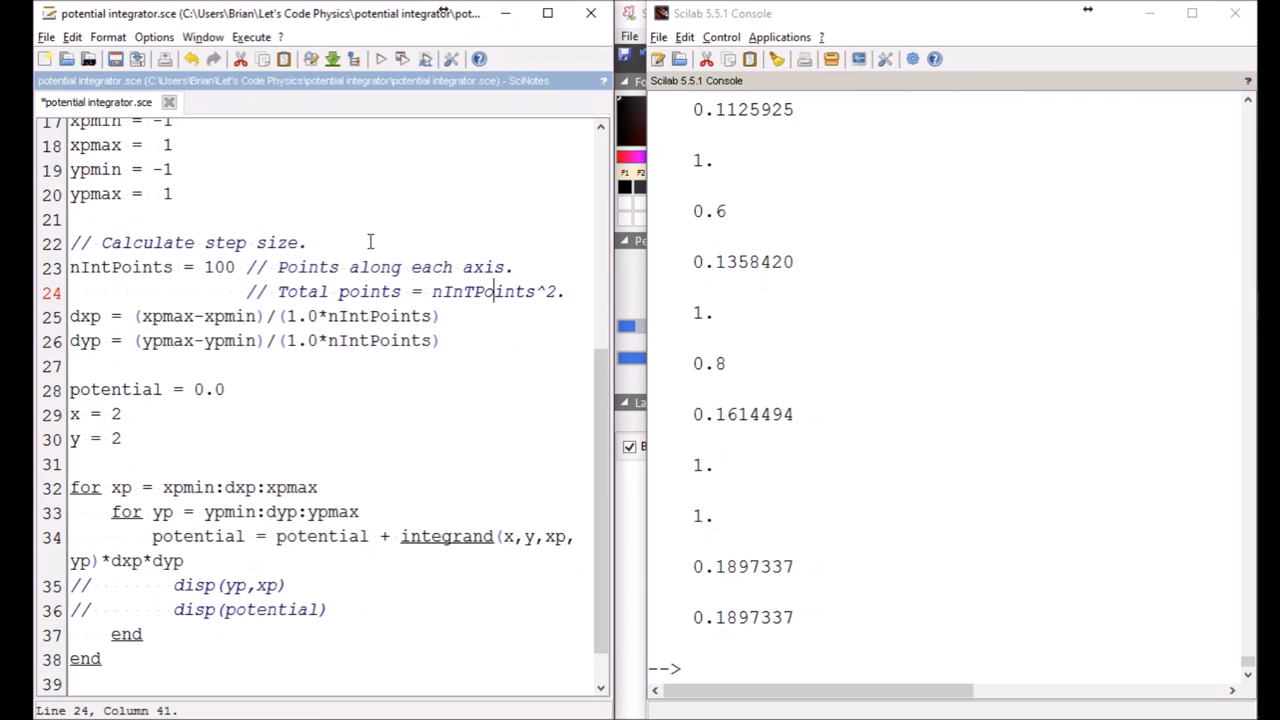 potential integrator.sce (C:\Users\Brian\Let's Code Physics\potential integrator\pot...
File Edit Format Options Window Execute ?
potential integrator.sce (C:\Users\Brian\Let's Code Physics\potential integrator\potential integrator.sce) - SciNotes ?
*potential integrator.sce
17 xpmin = -1
18 xpmax =  1
19 ypmin = -1
20 ypmax =  1
21
22 // Calculate step size.
23 nIntPoints = 100 // Points along each axis.
24 // Total points = nInTPoints^2.
25 dxp = (xpmax-xpmin)/(1.0*nIntPoints)
26 dyp = (ypmax-ypmin)/(1.0*nIntPoints)
27
28 potential = 0.0
29 x = 2
30 y = 2
31
32 for xp = xpmin:dxp:xpmax
33 for yp = ypmin:dyp:ypmax
34 potential = potential + integrand(x,y,xp,
yp)*dxp*dyp
35 // disp(yp,xp)
36 // disp(potential)
37 end
38 end
39
Line 24, Column 41.
File
F1 F2
Scilab 5.5.1 Console
File Edit Control Applications ?
Scilab 5.5.1 Console ?
0.1125925
1.
0.6
0.1358420
1.
0.8
0.1614494
1.
1.
0.1897337
0.1897337
-->